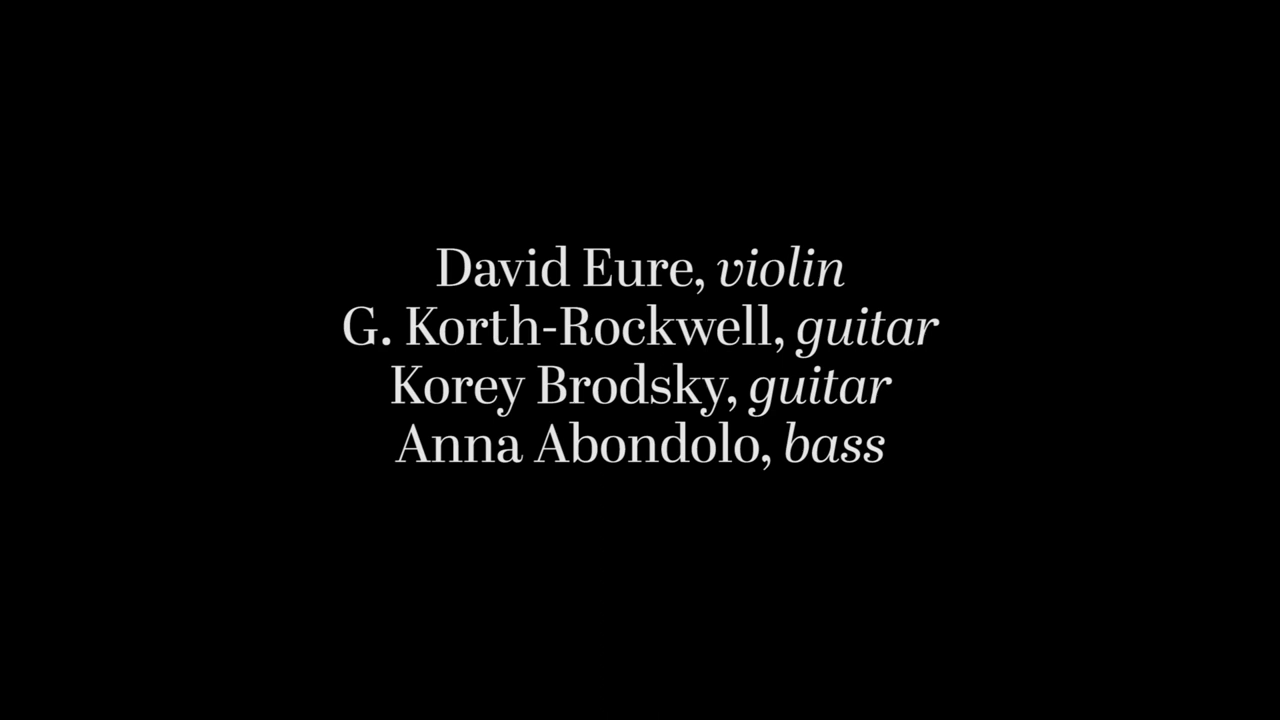 David Eure, violin
G. Korth-Rockwell, guitar
Korey Brodsky, guitar
Anna Abondolo, bass